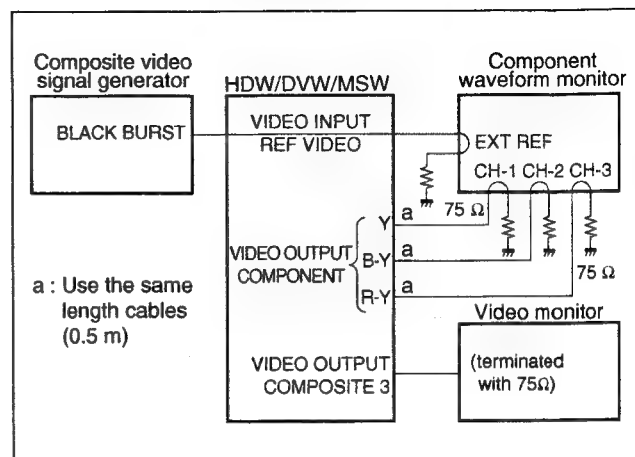 Composite video
signal generator
BLACK BURST
HDW/DVW/MSW
VIDEO INPUT
REF VIDEO
Component
waveform monitor
EXT REF
CH-1 CH-2 CH-3
75 Ω
75 Ω
Y a
VIDEO OUTPUT
COMPONENT
B-Y a
R-Y a
a : Use the same
length cables
(0.5 m)
VIDEO OUTPUT
COMPOSITE 3
Video monitor
(terminated
with 75Ω)